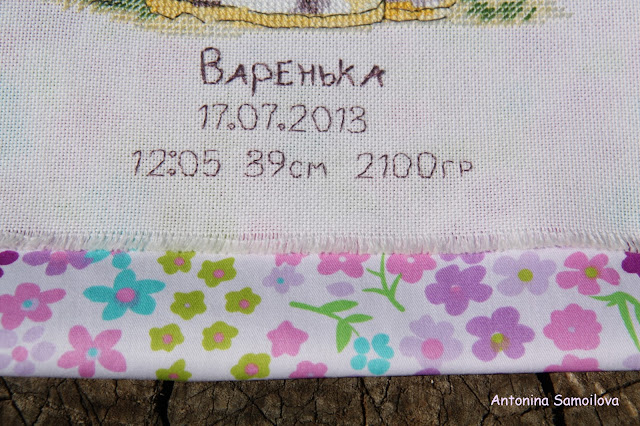 Варенька
17.07.2013
12:05 39см 2100гр
Antonina Samoilova